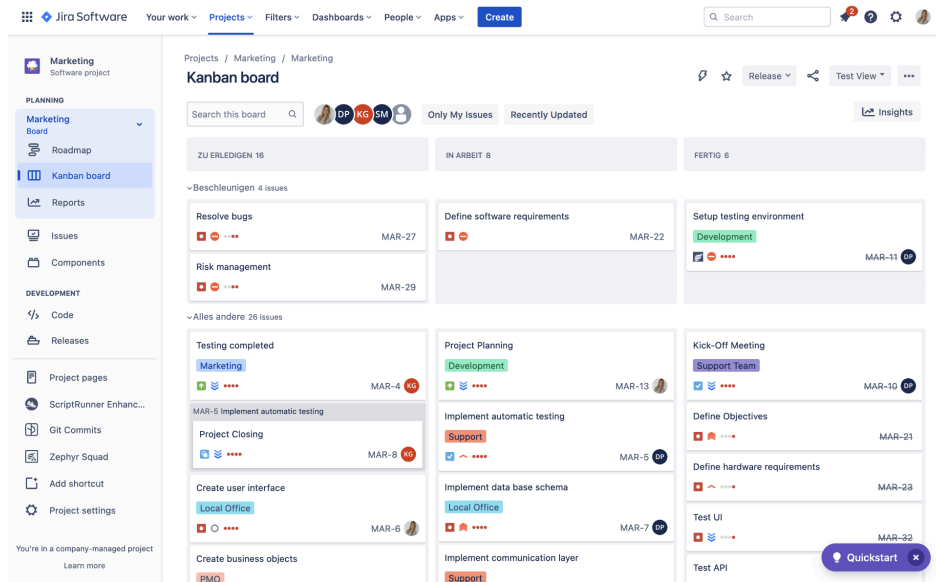 Jira Software
Your work Projects Filters Dashboards People Apps Create
Search
2
Marketing
Software project
PLANNING
Marketing
Board
Roadmap
Kanban board
Reports
Issues
Components
DEVELOPMENT
Code
Releases
Project pages
ScriptRunner Enhanc...
Git Commits
Zephyr Squad
Add shortcut
Project settings
You're in a company-managed project
Learn more
Projects / Marketing / Marketing
Kanban board
Release
Test View
Search this board
DP KG SM
Only My Issues
Recently Updated
Insights
ZU ERLEDIGEN 16
IN ARBEIT 8
FERTIG 6
Beschleunigen 4 issues
Resolve bugs
MAR-27
Risk management
MAR-29
Define software requirements
MAR-22
Setup testing environment
Development
MAR-11 DP
Alles andere 26 issues
Testing completed
Marketing
MAR-4 KG
MAR-5 Implement automatic testing
Project Closing
MAR-8 KG
Create user interface
Local Office
MAR-6
Create business objects
PMO
Project Planning
Development
MAR-13
Implement automatic testing
Support
MAR-5 DP
Implement data base schema
Local Office
MAR-7 DP
Implement communication layer
Support
Kick-Off Meeting
Support Team
MAR-10 DP
Define Objectives
MAR-21
Define hardware requirements
MAR-23
Test UI
MAR-32
Test API
Quickstart